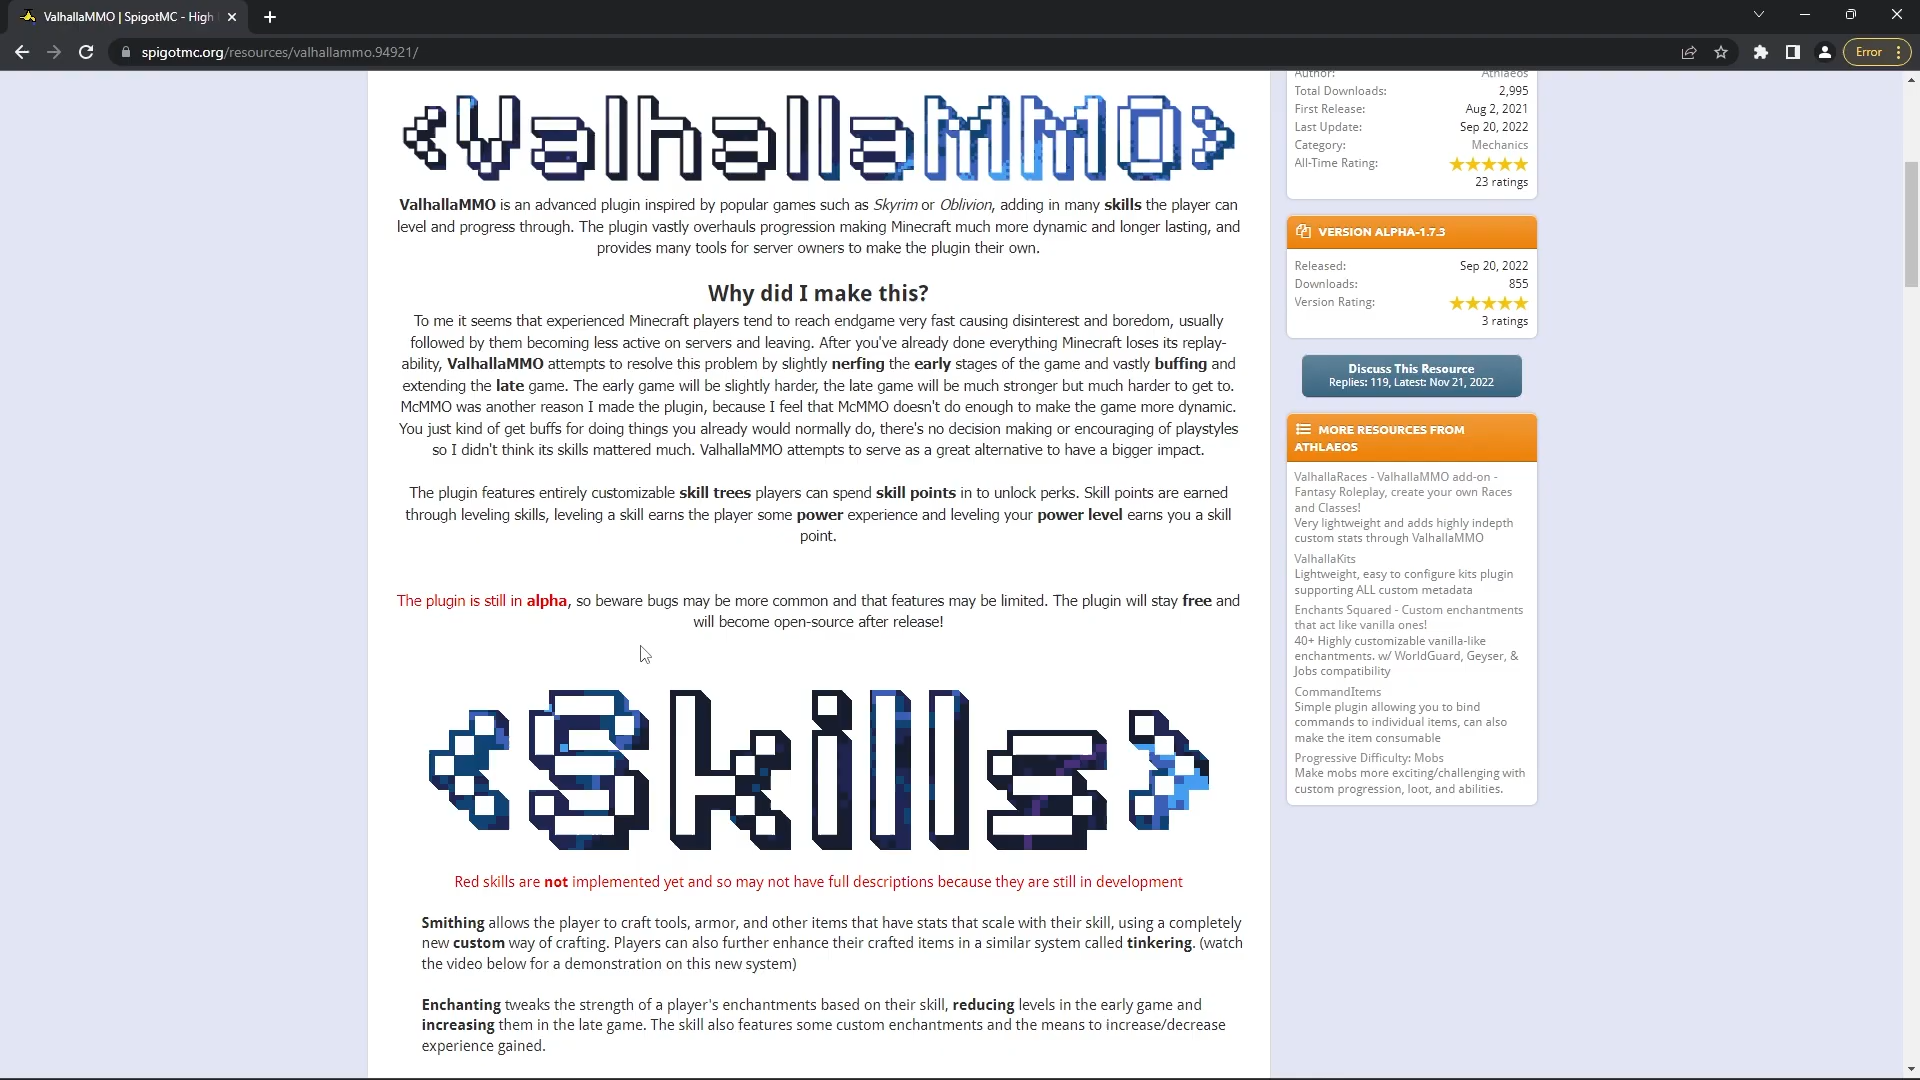 ValhallaMMO | SpigotMC - High
spigotmc.org/resources/valhallammo.94921/
Error
<ValhallaMMO>
ValhallaMMO is an advanced plugin inspired by popular games such as Skyrim or Oblivion, adding in many skills the player can
level and progress through. The plugin vastly overhauls progression making Minecraft much more dynamic and longer lasting, and
provides many tools for server owners to make the plugin their own.
Why did I make this?
To me it seems that experienced Minecraft players tend to reach endgame very fast causing disinterest and boredom, usually
followed by them becoming less active on servers and leaving. After you've already done everything Minecraft loses its replay-
ability, ValhallaMMO attempts to resolve this problem by slightly nerfing the early stages of the game and vastly buffing and
extending the late game. The early game will be slightly harder, the late game will be much stronger but much harder to get to.
McMMO was another reason I made the plugin, because I feel that McMMO doesn't do enough to make the game more dynamic.
You just kind of get buffs for doing things you already would normally do, there's no decision making or encouraging of playstyles
so I didn't think its skills mattered much. ValhallaMMO attempts to serve as a great alternative to have a bigger impact.
The plugin features entirely customizable skill trees players can spend skill points in to unlock perks. Skill points are earned
through leveling skills, leveling a skill earns the player some power experience and leveling your power level earns you a skill
point.
The plugin is still in alpha, so beware bugs may be more common and that features may be limited. The plugin will stay free and
will become open-source after release!
<Skills>
Red skills are not implemented yet and so may not have full descriptions because they are still in development
Smithing allows the player to craft tools, armor, and other items that have stats that scale with their skill, using a completely
new custom way of crafting. Players can also further enhance their crafted items in a similar system called tinkering. (watch
the video below for a demonstration on this new system)
Enchanting tweaks the strength of a player's enchantments based on their skill, reducing levels in the early game and
increasing them in the late game. The skill also features some custom enchantments and the means to increase/decrease
experience gained.
Author: Athlaeos
Total Downloads: 2,995
First Release: Aug 2, 2021
Last Update: Sep 20, 2022
Category: Mechanics
All-Time Rating:
23 ratings
VERSION ALPHA-1.7.3
Released: Sep 20, 2022
Downloads: 855
Version Rating:
3 ratings
Discuss This Resource
Replies: 119, Latest: Nov 21, 2022
MORE RESOURCES FROM
ATHLAEOS
ValhallaRaces - ValhallaMMO add-on -
Fantasy Roleplay, create your own Races
and Classes!
Very lightweight and adds highly indepth
custom stats through ValhallaMMO
ValhallaKits
Lightweight, easy to configure kits plugin
supporting ALL custom metadata
Enchants Squared - Custom enchantments
that act like vanilla ones!
40+ Highly customizable vanilla-like
enchantments. w/ WorldGuard, Geyser, &
Jobs compatibility
CommandItems
Simple plugin allowing you to bind
commands to individual items, can also
make the item consumable
Progressive Difficulty: Mobs
Make mobs more exciting/challenging with
custom progression, loot, and abilities.